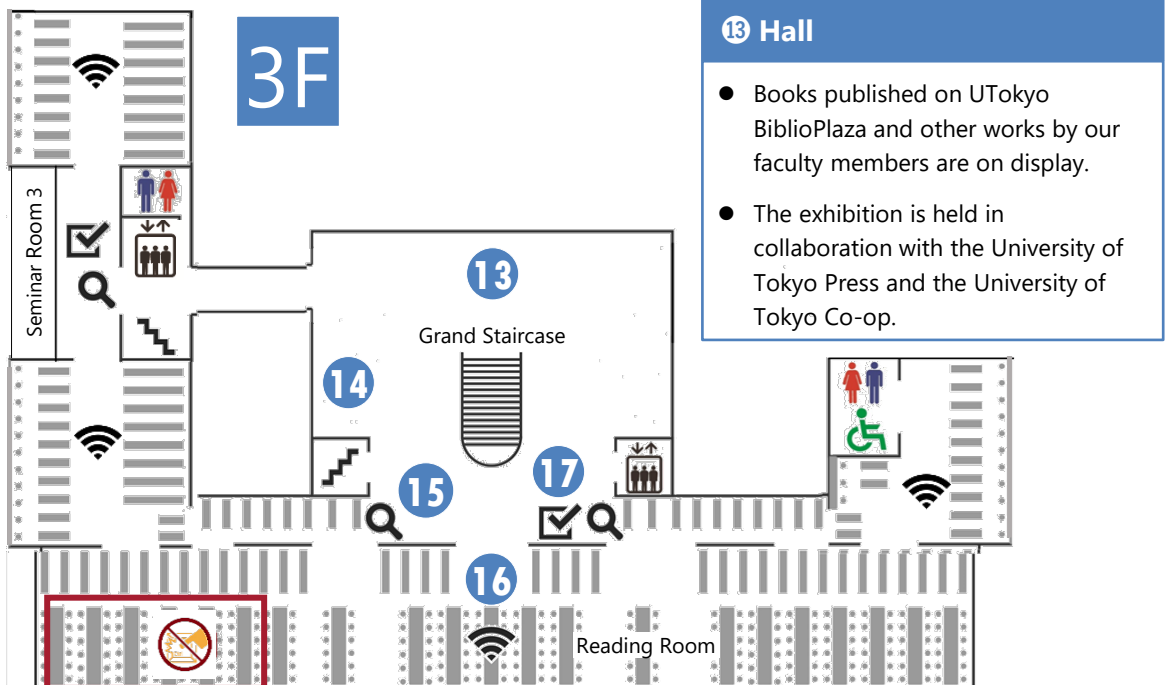 3F
⓭ Hall
● Books published on UTokyo
BiblioPlaza and other works by our
faculty members are on display.
● The exhibition is held in
collaboration with the University of
Tokyo Press and the University of
Tokyo Co-op.
Seminar Room 3
13
Grand Staircase
14
15
17
16
Reading Room